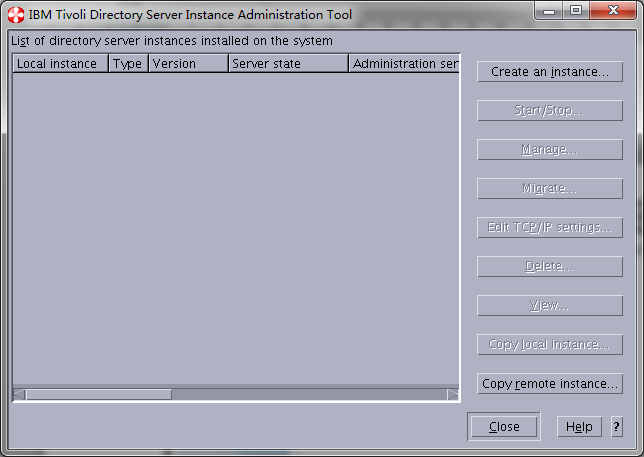 IBM Tivoli Directory Server Instance Administration Tool
List of directory server instances installed on the system
Local instance Type Version Server state Administration ser
Create an instance...
Start/Stop...
Manage...
Migrate...
Edit TCP/IP settings...
Delete...
View...
Copy local instance...
Copy remote instance...
Close Help ?